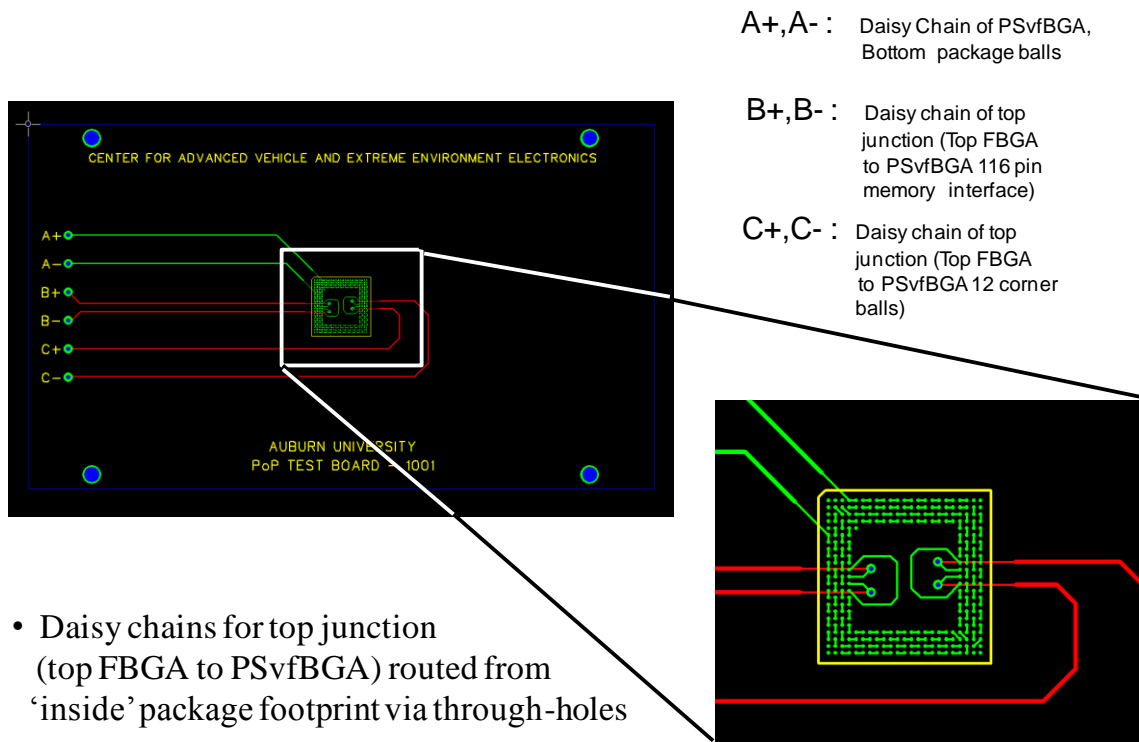 A+,A- : Daisy Chain of PSvfBGA,
Bottom package balls
B+,B- : Daisy chain of top
junction (Top FBGA
to PSvfBGA 116 pin
memory interface)
C+,C- : Daisy chain of top
junction (Top FBGA
to PSvfBGA 12 corner
balls)
CENTER FOR ADVANCED VEHICLE AND EXTREME ENVIRONMENT ELECTRONICS
A+
A-
B+
B-
C+
C-
AUBURN UNIVERSITY
PoP TEST BOARD - 1001
• Daisy chains for top junction
(top FBGA to PSvfBGA) routed from
‘inside’ package footprint via through-holes